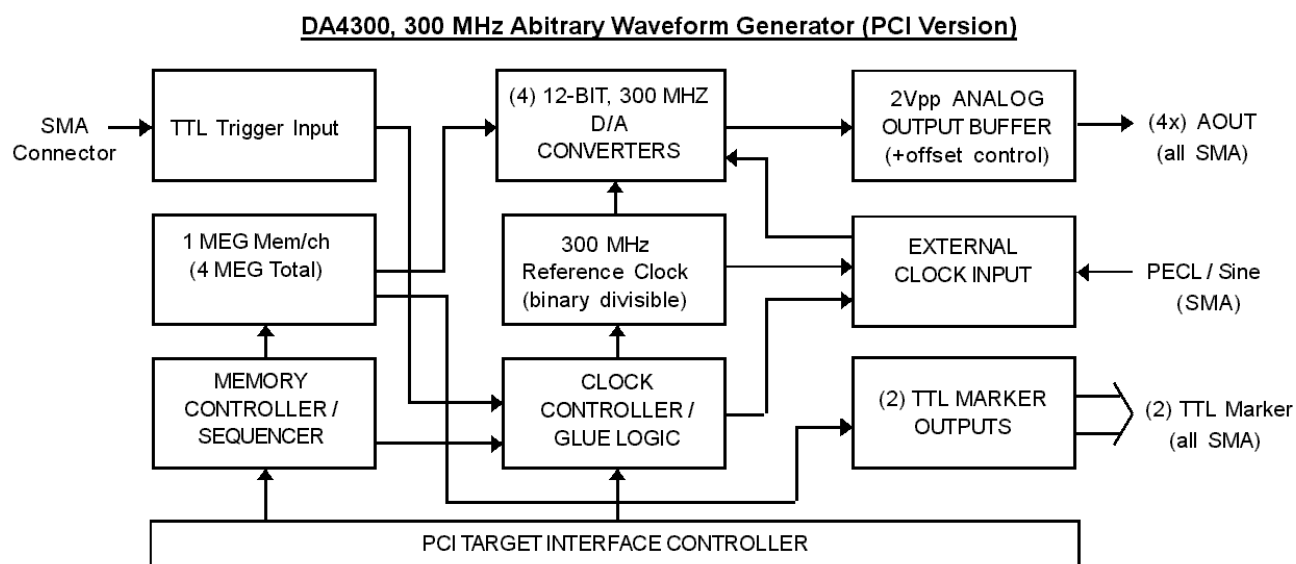 DA4300, 300 MHz Abitrary Waveform Generator (PCI Version)
SMA
Connector
TTL Trigger Input
(4) 12-BIT, 300 MHZ
D/A
CONVERTERS
2Vpp ANALOG
OUTPUT BUFFER
(+offset control)
(4x) AOUT
(all SMA)
1 MEG Mem/ch
(4 MEG Total)
300 MHz
Reference Clock
(binary divisible)
EXTERNAL
CLOCK INPUT
PECL / Sine
(SMA)
MEMORY
CONTROLLER /
SEQUENCER
CLOCK
CONTROLLER /
GLUE LOGIC
(2) TTL MARKER
OUTPUTS
(2) TTL Marker
(all SMA)
PCI TARGET INTERFACE CONTROLLER